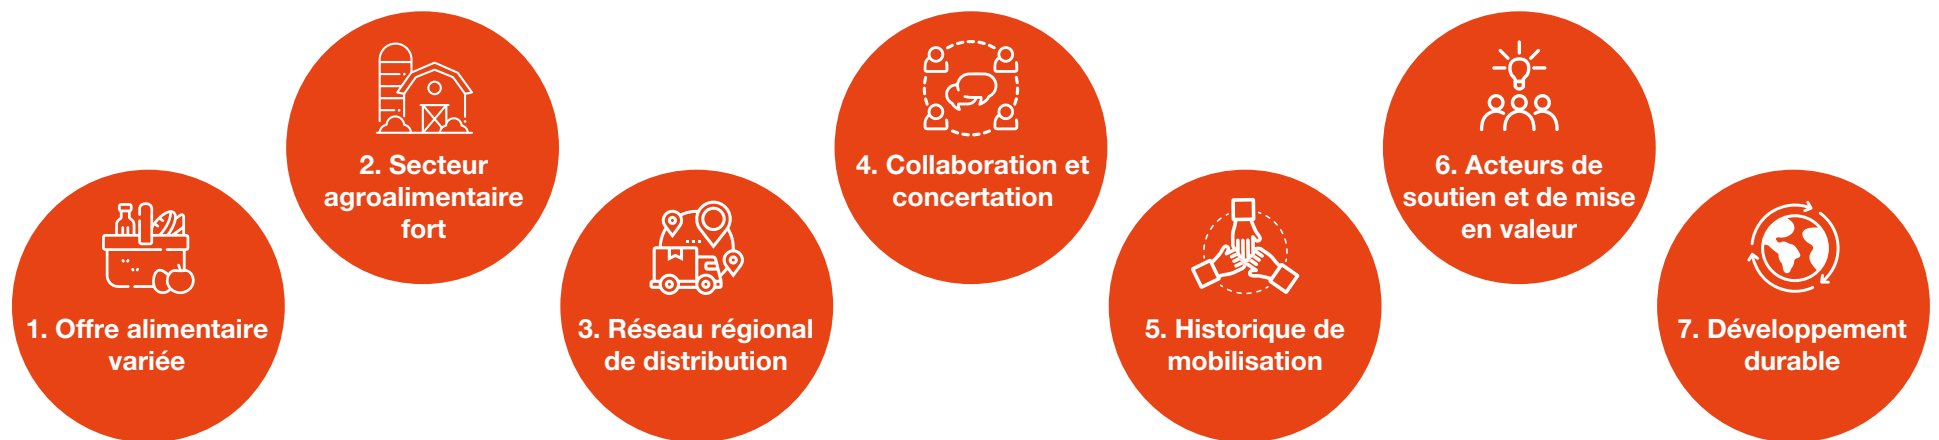 1. Offre alimentaire
variée
2. Secteur
agroalimentaire
fort
3. Réseau régional
de distribution
4. Collaboration et
concertation
5. Historique de
mobilisation
6. Acteurs de
soutien et de mise
en valeur
7. Développement
durable